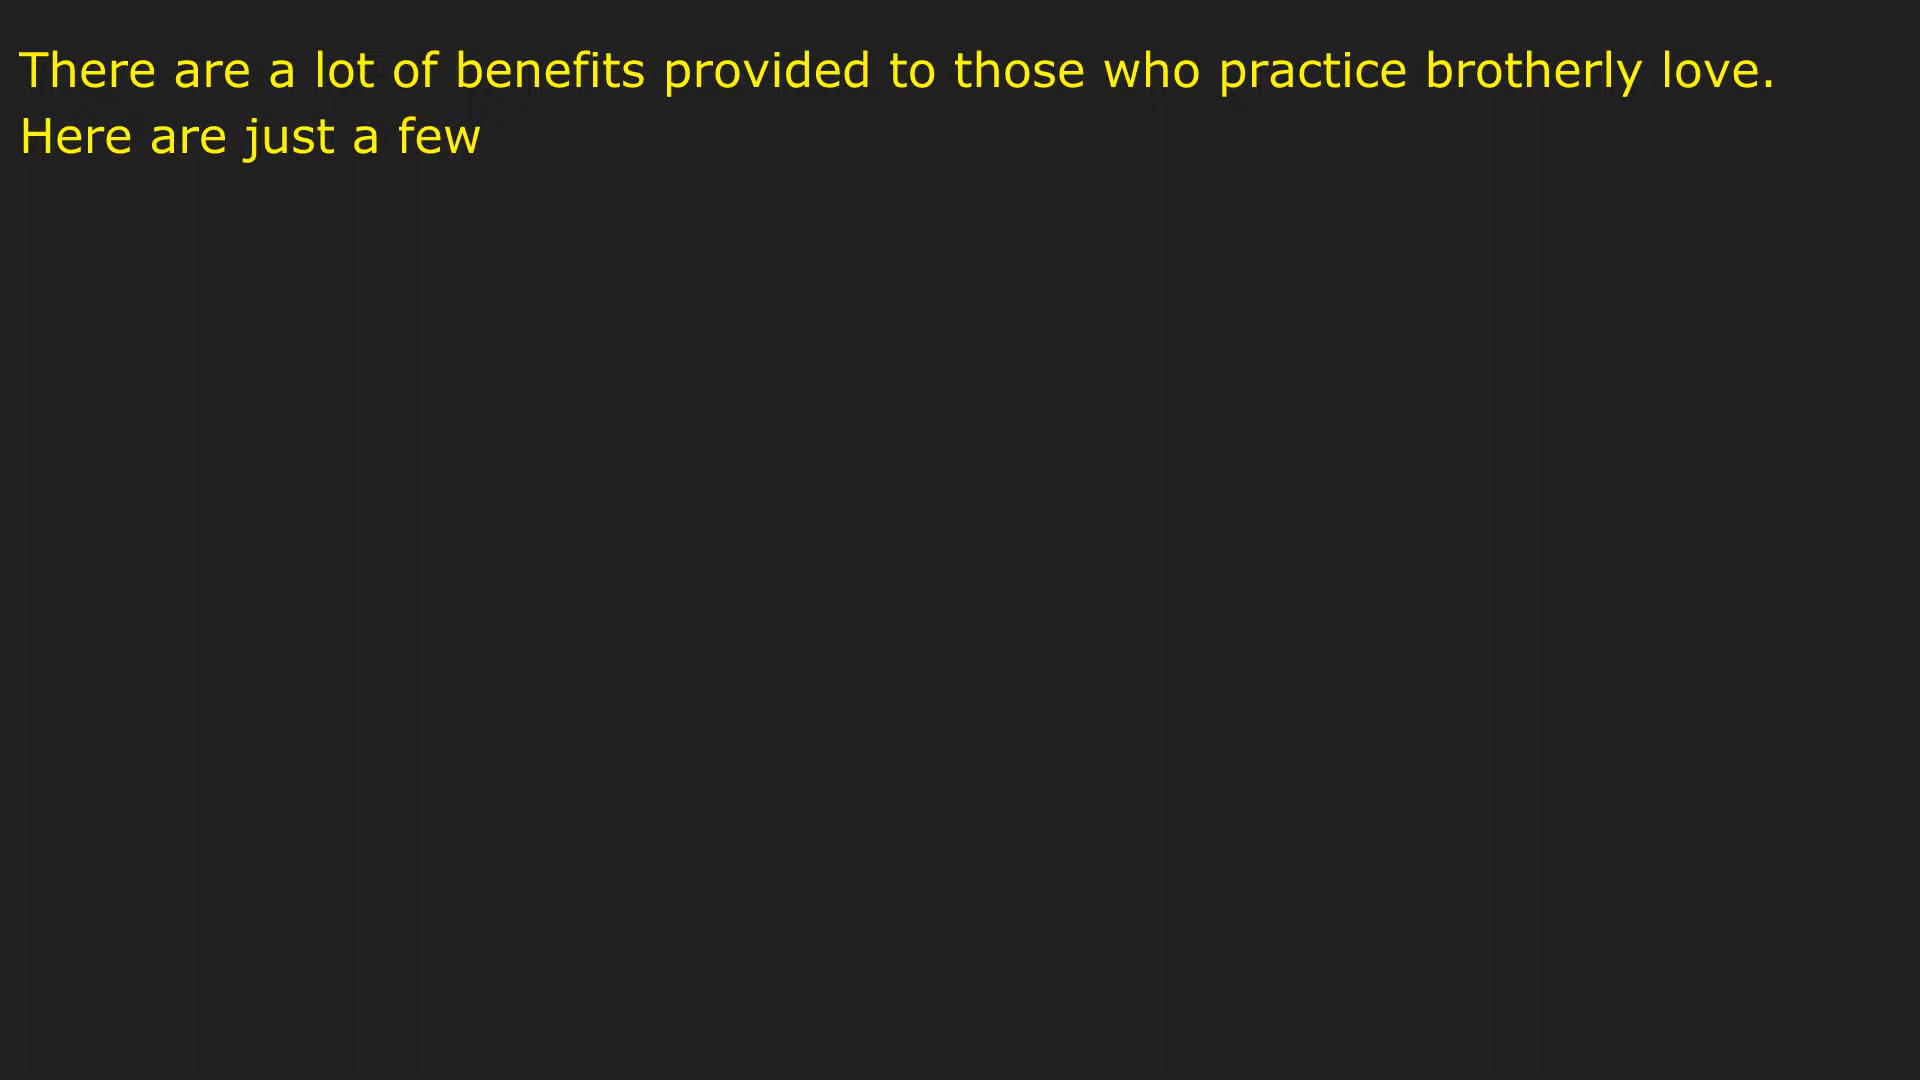 There are a lot of benefits provided to those who practice brotherly love.
Here are just a few